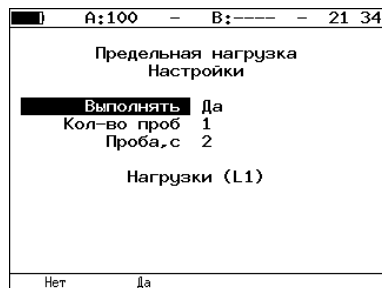 A:100 – B:---- – 21 34
Предельная нагрузка
Настройки
Выполнять Да
Кол-во проб 1
Проба,с 2
Нагрузки (L1)
Нет Да